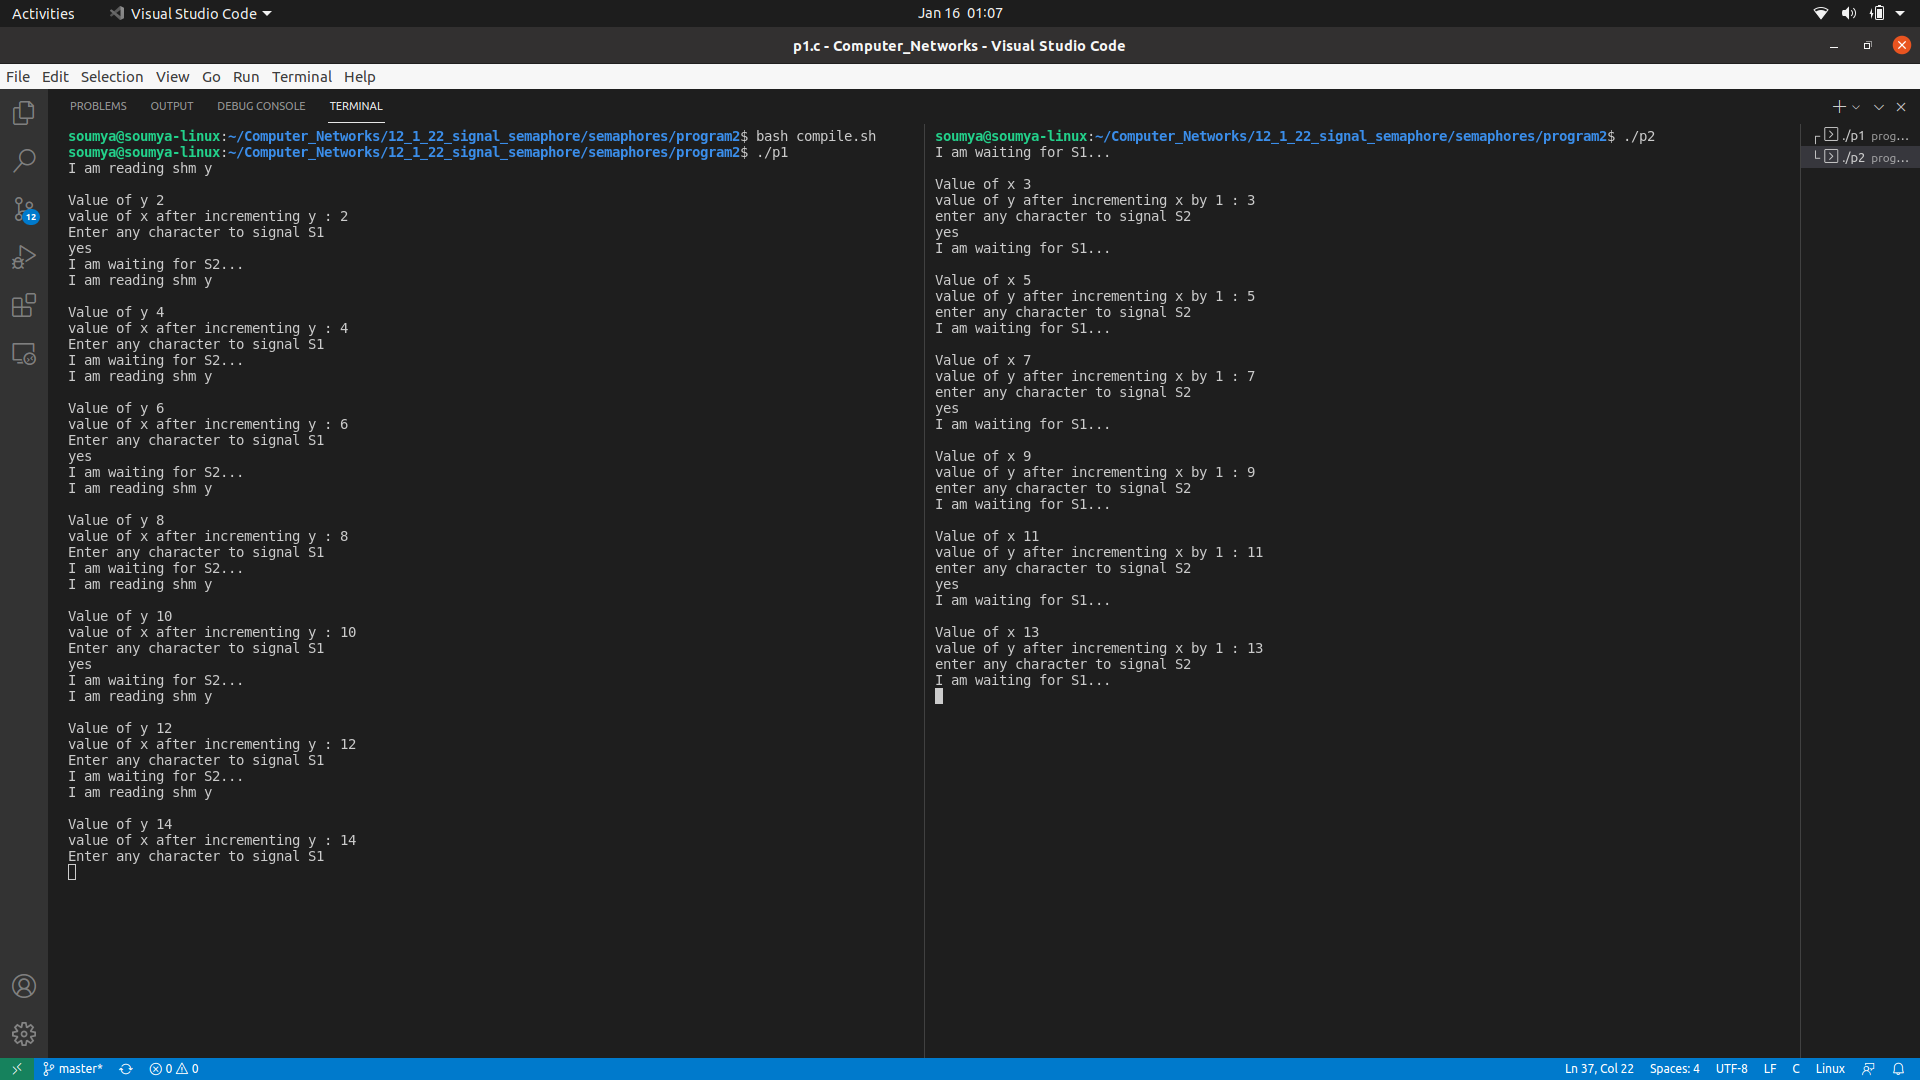 Activities Visual Studio Code Jan 16 01:07
p1.c - Computer_Networks - Visual Studio Code
File Edit Selection View Go Run Terminal Help
PROBLEMS OUTPUT DEBUG CONSOLE TERMINAL
12
soumya@soumya-linux:~/Computer_Networks/12_1_22_signal_semaphore/semaphores/program2$ bash compile.sh
soumya@soumya-linux:~/Computer_Networks/12_1_22_signal_semaphore/semaphores/program2$ ./p1
I am reading shm y
Value of y 2
value of x after incrementing y : 2
Enter any character to signal S1
yes
I am waiting for S2...
I am reading shm y
Value of y 4
value of x after incrementing y : 4
Enter any character to signal S1
I am waiting for S2...
I am reading shm y
Value of y 6
value of x after incrementing y : 6
Enter any character to signal S1
yes
I am waiting for S2...
I am reading shm y
Value of y 8
value of x after incrementing y : 8
Enter any character to signal S1
I am waiting for S2...
I am reading shm y
Value of y 10
value of x after incrementing y : 10
Enter any character to signal S1
yes
I am waiting for S2...
I am reading shm y
Value of y 12
value of x after incrementing y : 12
Enter any character to signal S1
I am waiting for S2...
I am reading shm y
Value of y 14
value of x after incrementing y : 14
Enter any character to signal S1
soumya@soumya-linux:~/Computer_Networks/12_1_22_signal_semaphore/semaphores/program2$ ./p2
I am waiting for S1...
Value of x 3
value of y after incrementing x by 1 : 3
enter any character to signal S2
yes
I am waiting for S1...
Value of x 5
value of y after incrementing x by 1 : 5
enter any character to signal S2
I am waiting for S1...
Value of x 7
value of y after incrementing x by 1 : 7
enter any character to signal S2
yes
I am waiting for S1...
Value of x 9
value of y after incrementing x by 1 : 9
enter any character to signal S2
I am waiting for S1...
Value of x 11
value of y after incrementing x by 1 : 11
enter any character to signal S2
yes
I am waiting for S1...
Value of x 13
value of y after incrementing x by 1 : 13
enter any character to signal S2
I am waiting for S1...
./p1 prog...
./p2 prog...
master* 0 0 Ln 37, Col 22 Spaces: 4 UTF-8 LF C Linux